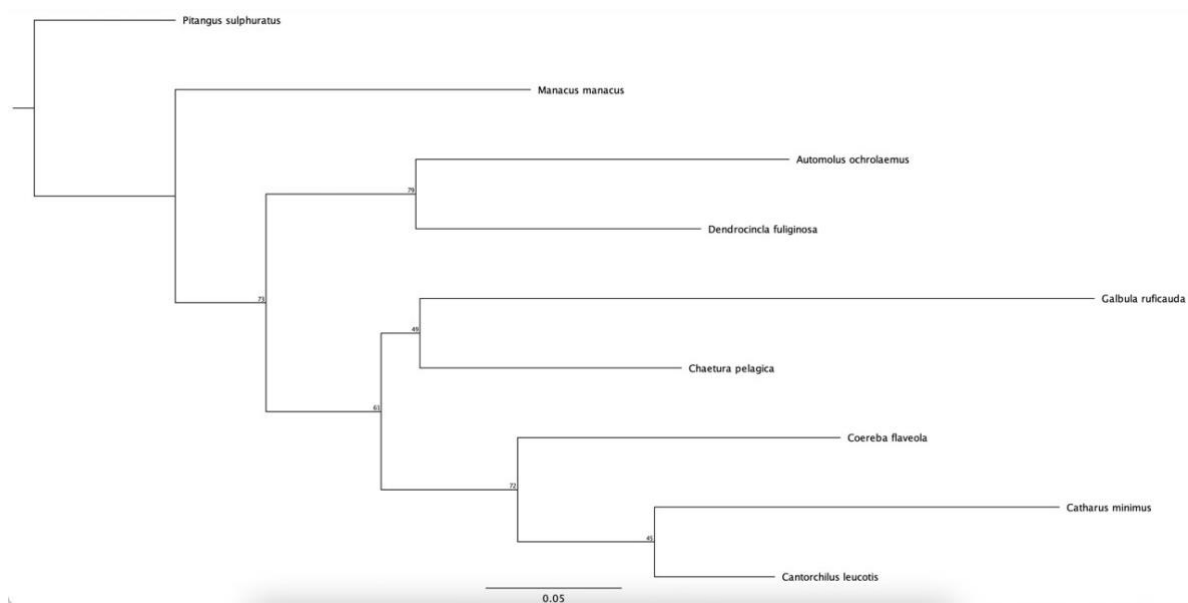 Pitangus sulphuratus
Manacus manacus
Automolus ochrolaemus
79
Dendrocincla fuliginosa
Galbula ruficauda
73
49
Chaetura pelagica
61
Coereba flaveola
72
Catharus minimus
45
Cantorchilus leucotis
0.05